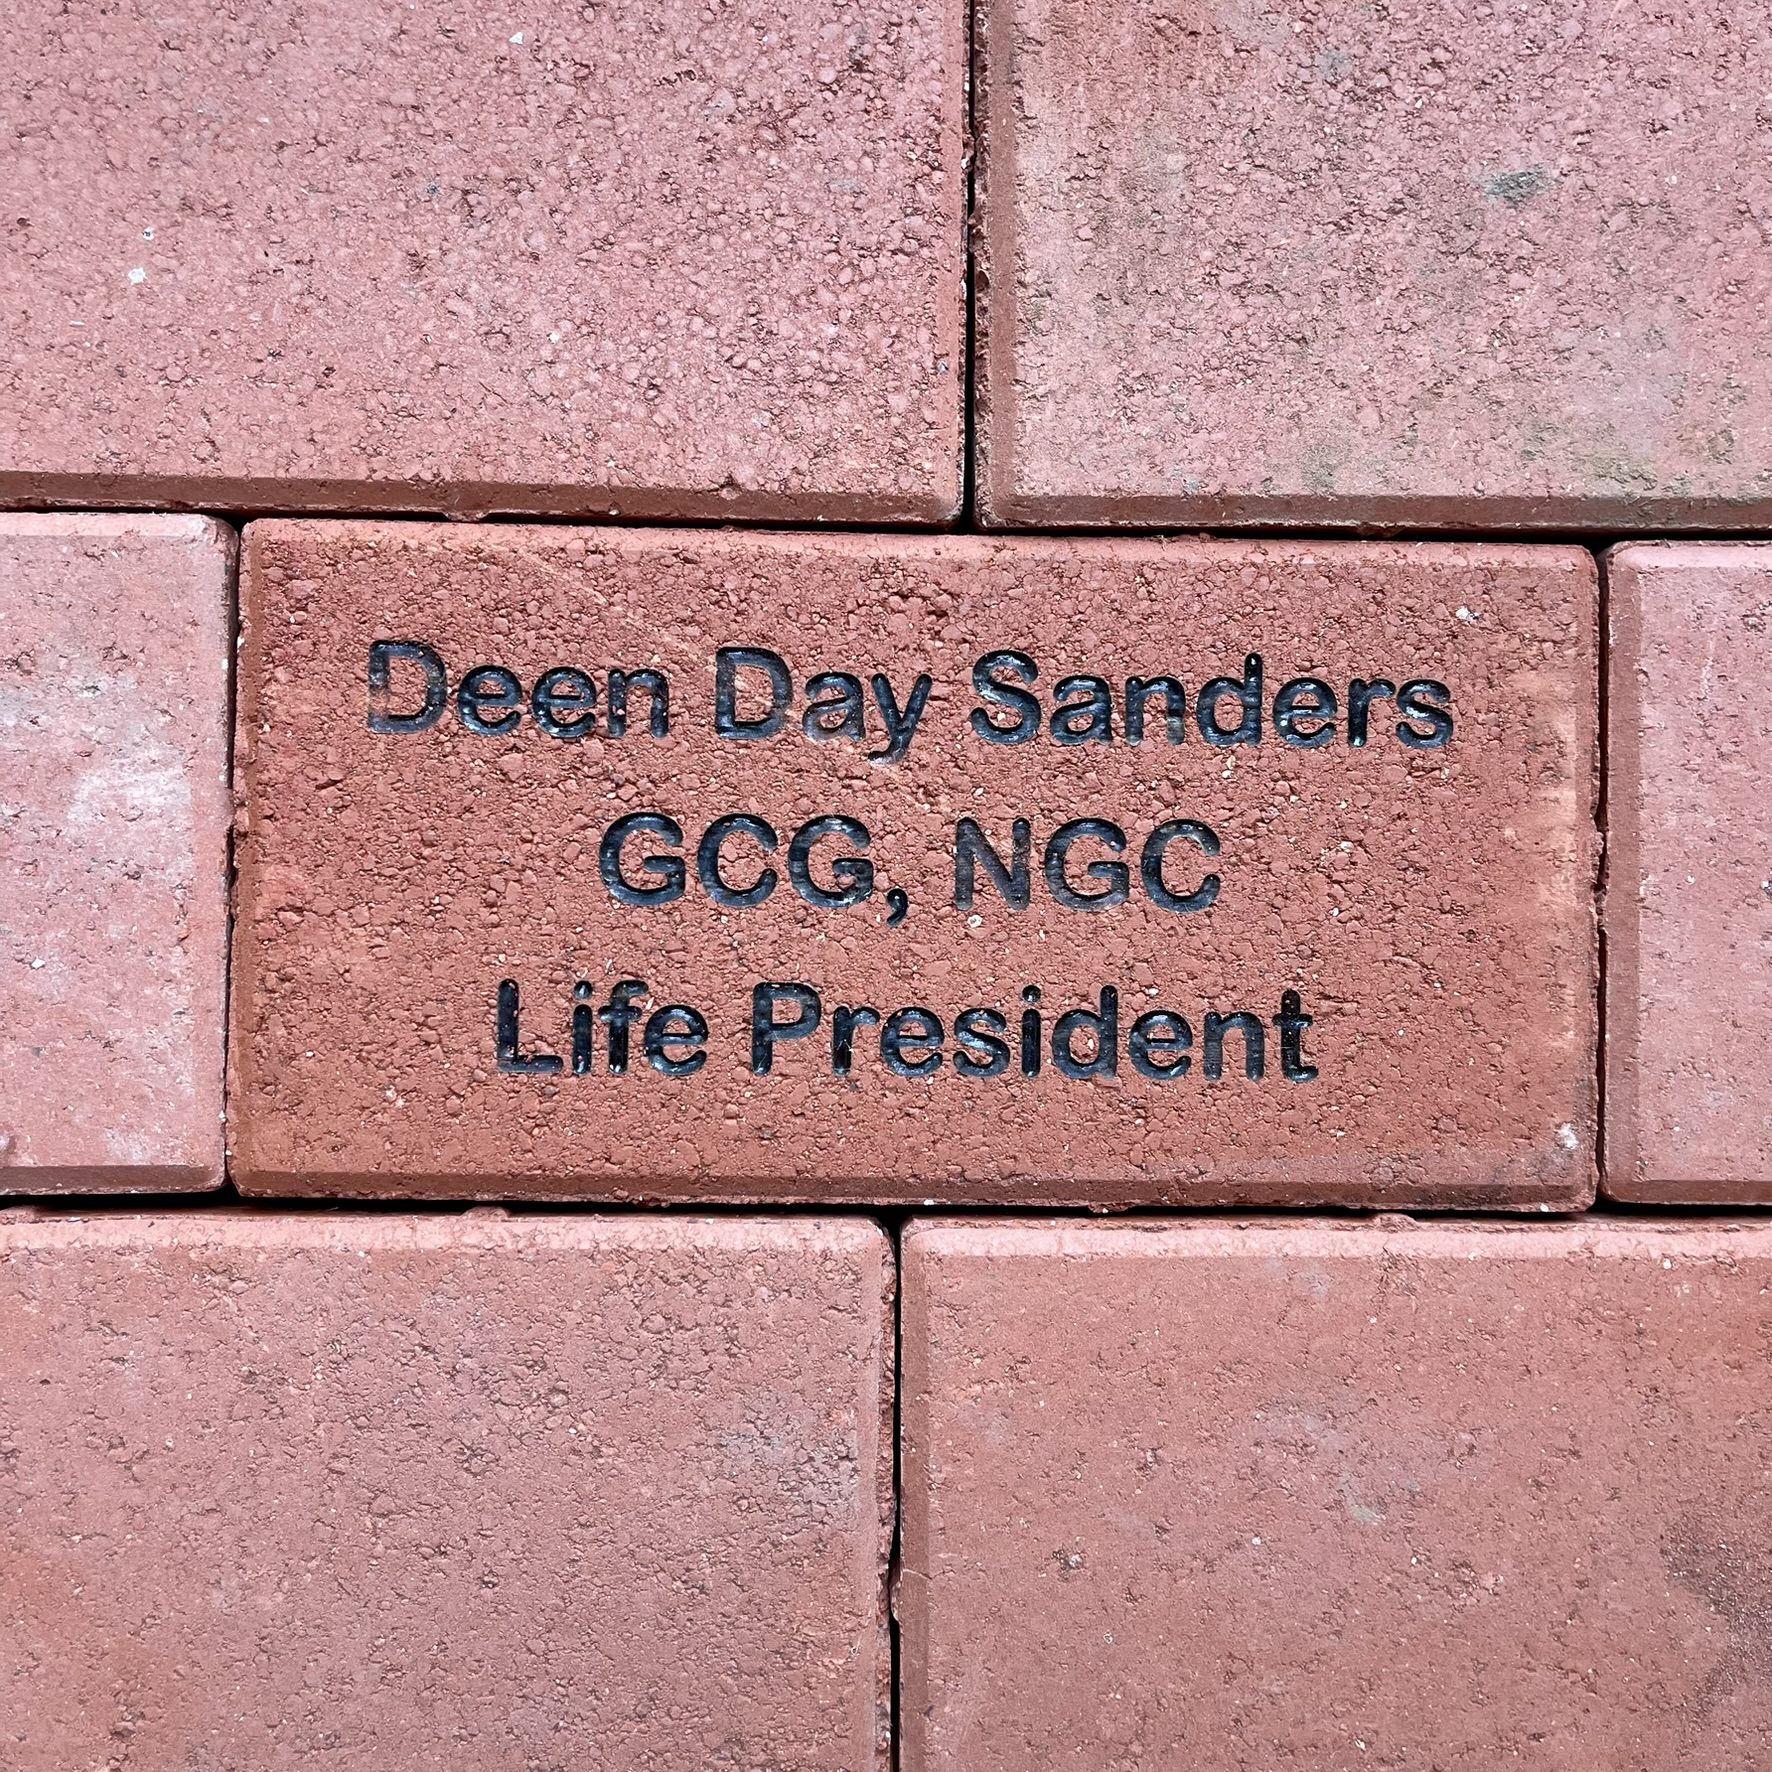 Deen Day Sanders
GCG, NGC
Life President